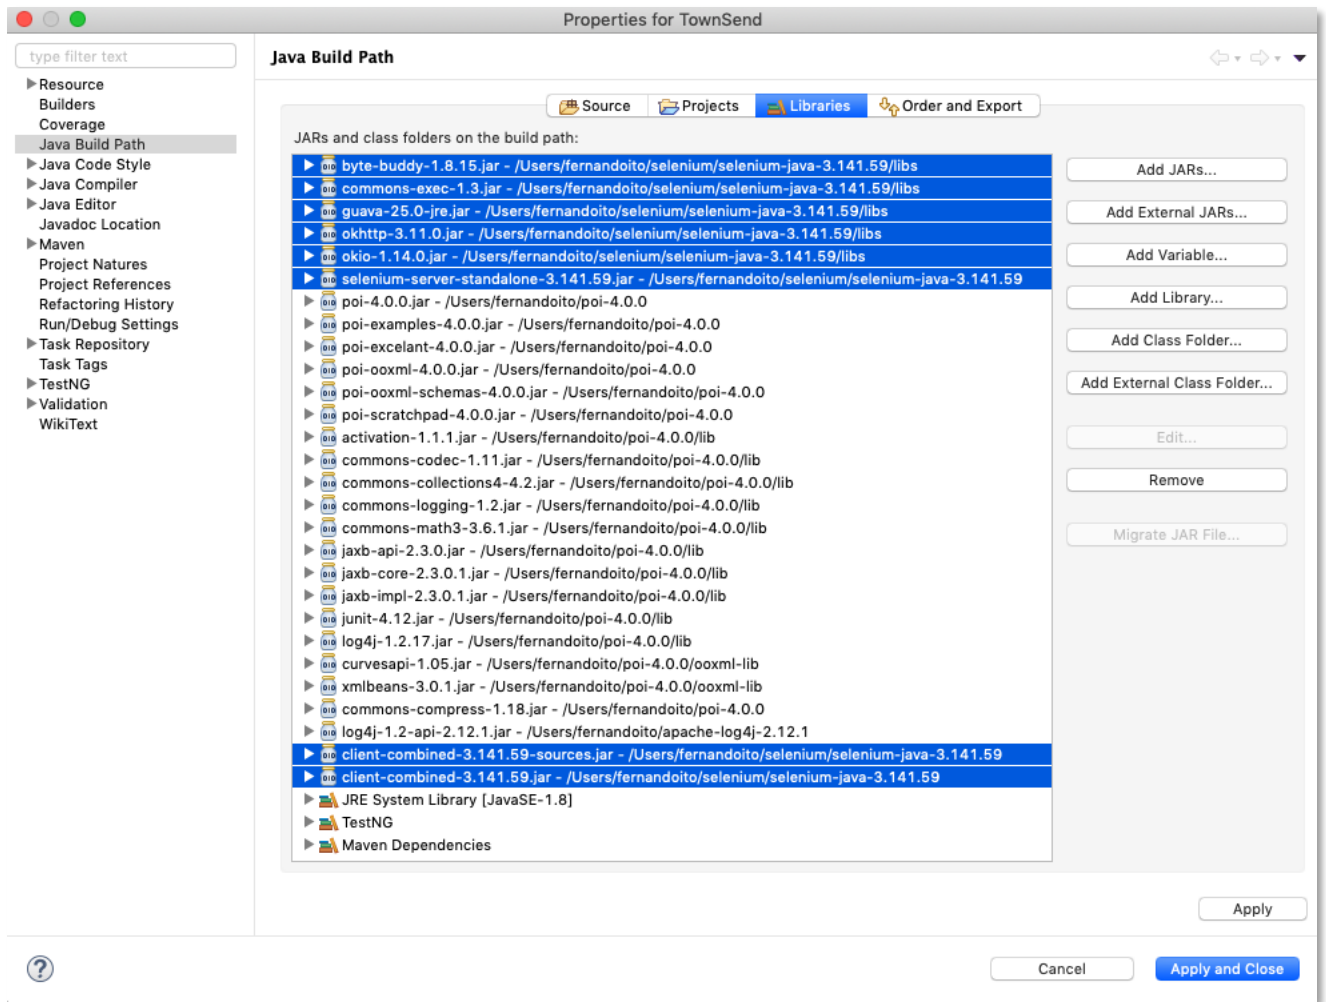 Properties for TownSend
type filter text
Resource
Builders
Coverage
Java Build Path
Java Code Style
Java Compiler
Java Editor
Javadoc Location
Maven
Project Natures
Project References
Refactoring History
Run/Debug Settings
Task Repository
Task Tags
TestNG
Validation
WikiText
Java Build Path
Source
Projects
Libraries
Order and Export
JARs and class folders on the build path:
byte-buddy-1.8.15.jar - /Users/fernandoito/selenium/selenium-java-3.141.59/libs
commons-exec-1.3.jar - /Users/fernandoito/selenium/selenium-java-3.141.59/libs
guava-25.0-jre.jar - /Users/fernandoito/selenium/selenium-java-3.141.59/libs
okhttp-3.11.0.jar - /Users/fernandoito/selenium/selenium-java-3.141.59/libs
okio-1.14.0.jar - /Users/fernandoito/selenium/selenium-java-3.141.59/libs
selenium-server-standalone-3.141.59.jar - /Users/fernandoito/selenium/selenium-java-3.141.59
poi-4.0.0.jar - /Users/fernandoito/poi-4.0.0
poi-examples-4.0.0.jar - /Users/fernandoito/poi-4.0.0
poi-excelant-4.0.0.jar - /Users/fernandoito/poi-4.0.0
poi-ooxml-4.0.0.jar - /Users/fernandoito/poi-4.0.0
poi-ooxml-schemas-4.0.0.jar - /Users/fernandoito/poi-4.0.0
poi-scratchpad-4.0.0.jar - /Users/fernandoito/poi-4.0.0
activation-1.1.1.jar - /Users/fernandoito/poi-4.0.0/lib
commons-codec-1.11.jar - /Users/fernandoito/poi-4.0.0/lib
commons-collections4-4.2.jar - /Users/fernandoito/poi-4.0.0/lib
commons-logging-1.2.jar - /Users/fernandoito/poi-4.0.0/lib
commons-math3-3.6.1.jar - /Users/fernandoito/poi-4.0.0/lib
jaxb-api-2.3.0.jar - /Users/fernandoito/poi-4.0.0/lib
jaxb-core-2.3.0.1.jar - /Users/fernandoito/poi-4.0.0/lib
jaxb-impl-2.3.0.1.jar - /Users/fernandoito/poi-4.0.0/lib
junit-4.12.jar - /Users/fernandoito/poi-4.0.0/lib
log4j-1.2.17.jar - /Users/fernandoito/poi-4.0.0/lib
curvesapi-1.05.jar - /Users/fernandoito/poi-4.0.0/ooxml-lib
xmlbeans-3.0.1.jar - /Users/fernandoito/poi-4.0.0/ooxml-lib
commons-compress-1.18.jar - /Users/fernandoito/poi-4.0.0
log4j-1.2-api-2.12.1.jar - /Users/fernandoito/apache-log4j-2.12.1
client-combined-3.141.59-sources.jar - /Users/fernandoito/selenium/selenium-java-3.141.59
client-combined-3.141.59.jar - /Users/fernandoito/selenium/selenium-java-3.141.59
JRE System Library [JavaSE-1.8]
TestNG
Maven Dependencies
Add JARs...
Add External JARs...
Add Variable...
Add Library...
Add Class Folder...
Add External Class Folder...
Edit...
Remove
Migrate JAR File...
Apply
?
Cancel
Apply and Close